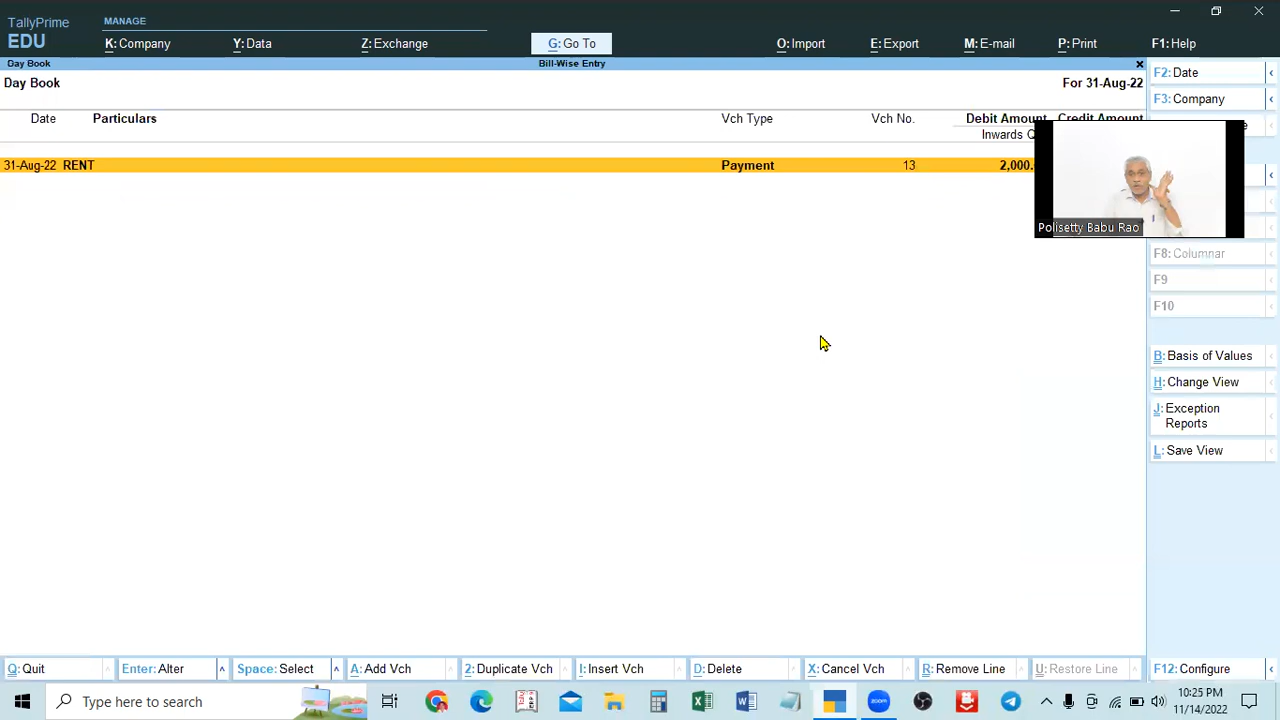 TallyPrime
EDU
MANAGE
K: Company
Y: Data
Z: Exchange
G: Go To
O: Import
E: Export
M: E-mail
P: Print
F1: Help
Day Book
Bill-Wise Entry
Day Book
For 31-Aug-22
Date
Particulars
Vch Type
Vch No.
Debit Amount
Credit Amount
Inwards
31-Aug-22
RENT
Payment
13
2,000.
Polisetty Babu Rao
F2: Date
F3: Company
F8: Columnar
F9
F10
B: Basis of Values
H: Change View
J: Exception
Reports
L: Save View
Q: Quit
Enter: Alter
Space: Select
A: Add Vch
2: Duplicate Vch
I: Insert Vch
D: Delete
X: Cancel Vch
R: Remove Line
U: Restore Line
F12: Configure
Type here to search
zoom
10:25 PM
11/14/2022